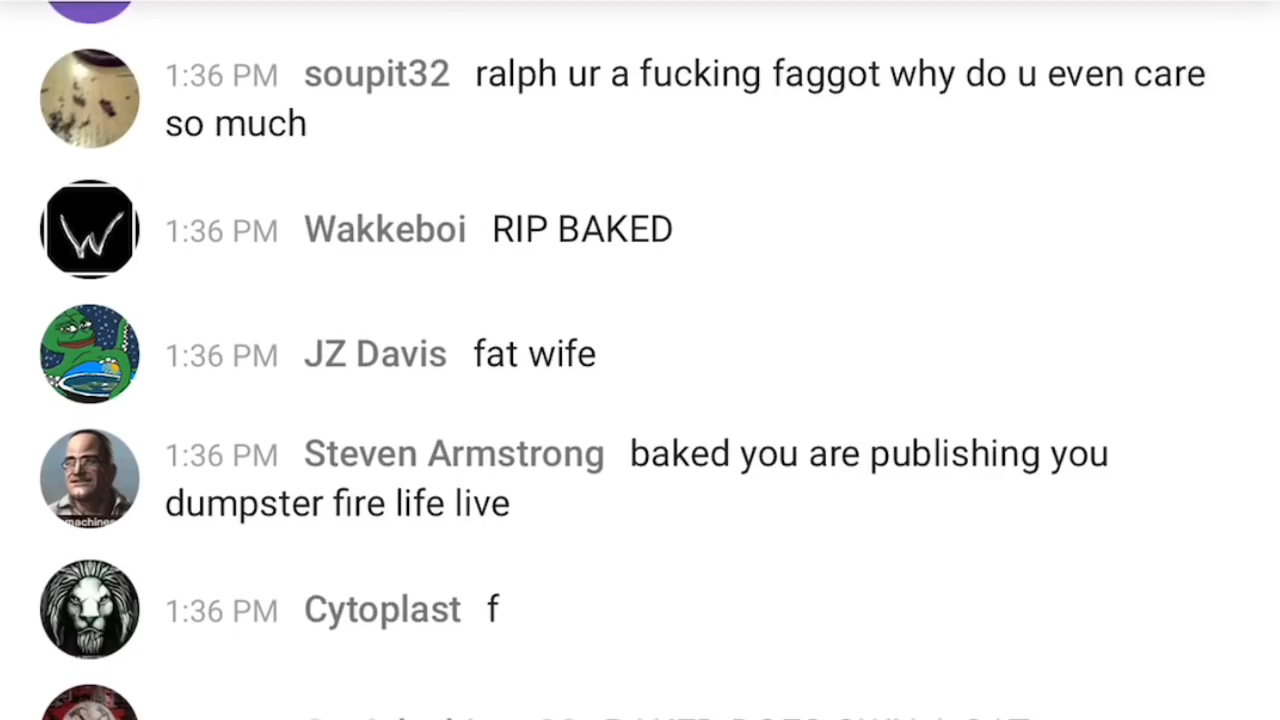 1:36 PM soupit32 ralph ur a fucking faggot why do u even care
so much
W
1:36 PM Wakkeboi RIP BAKED
1:36 PM JZ Davis fat wife
1:36 PM Steven Armstrong baked you are publishing you
dumpster fire life live
machines
1:36 PM Cytoplast f